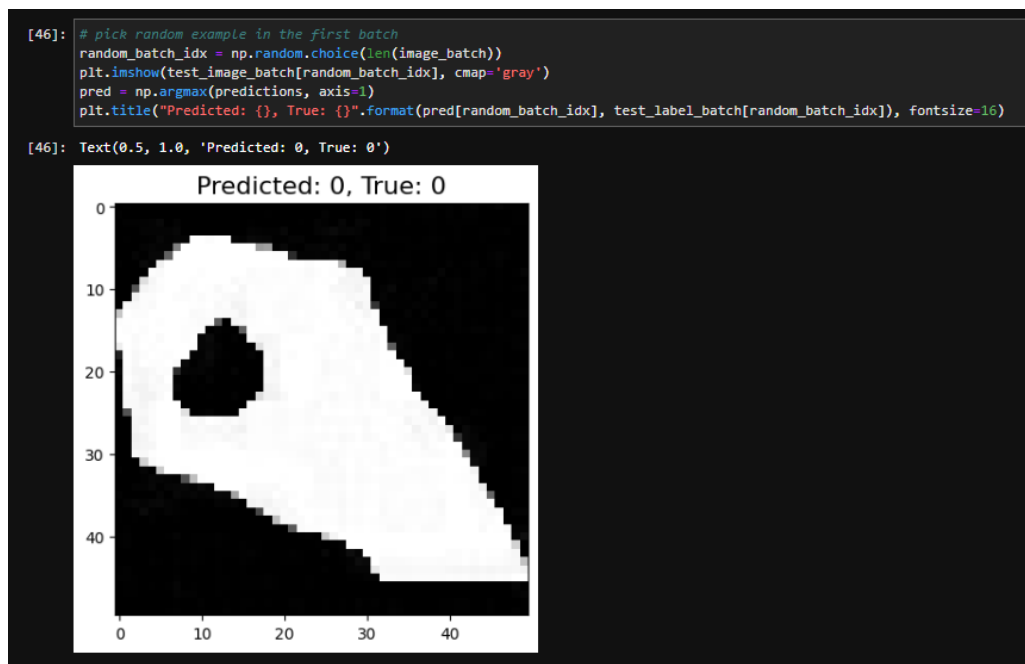 [46]: # pick random example in the first batch
random_batch_idx = np.random.choice(len(image_batch))
plt.imshow(test_image_batch[random_batch_idx], cmap='gray')
pred = np.argmax(predictions, axis=1)
plt.title("Predicted: {}, True: {}".format(pred[random_batch_idx], test_label_batch[random_batch_idx]), fontsize=16)
[46]: Text(0.5, 1.0, 'Predicted: 0, True: 0')
Predicted: 0, True: 0
0
10
20
30
40
0 10 20 30 40